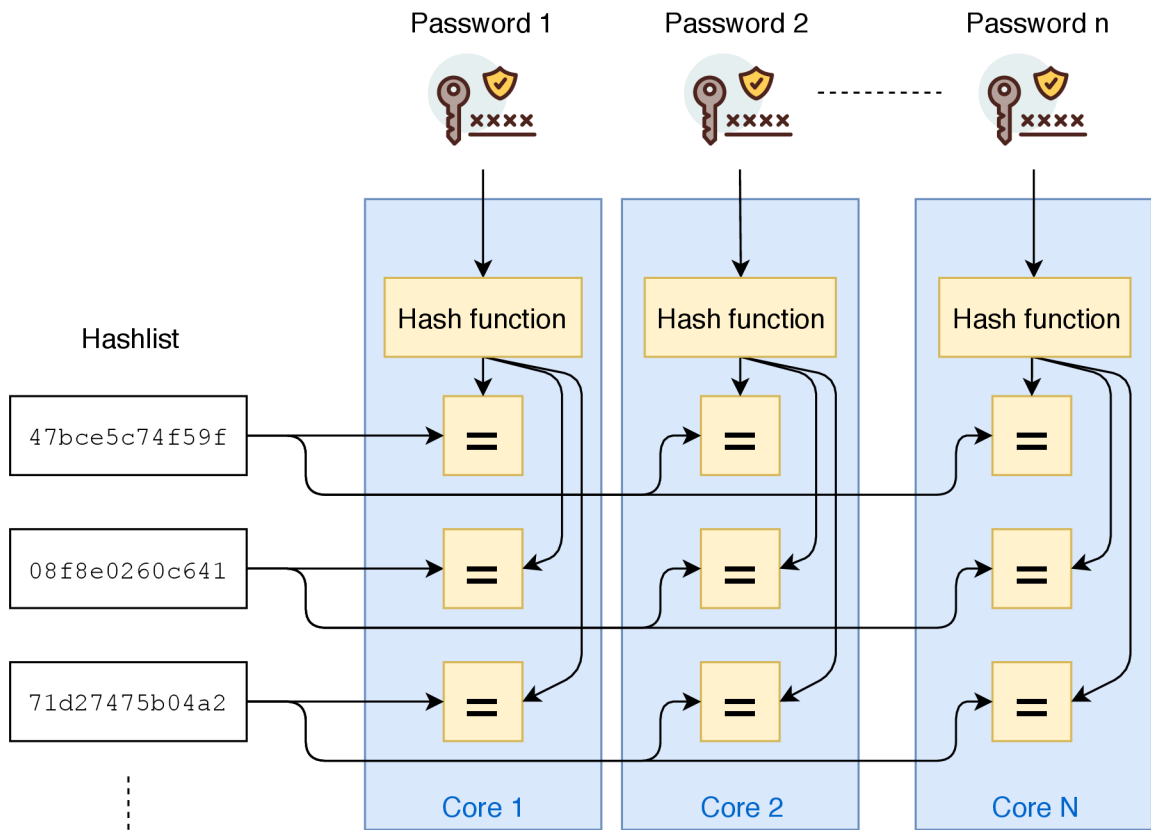 Password 1
Password 2
Password n
Hash function
Hash function
Hash function
Hashlist
47bce5c74f59f
=
=
=
08f8e0260c641
=
=
=
71d27475b04a2
=
=
=
Core 1
Core 2
Core N